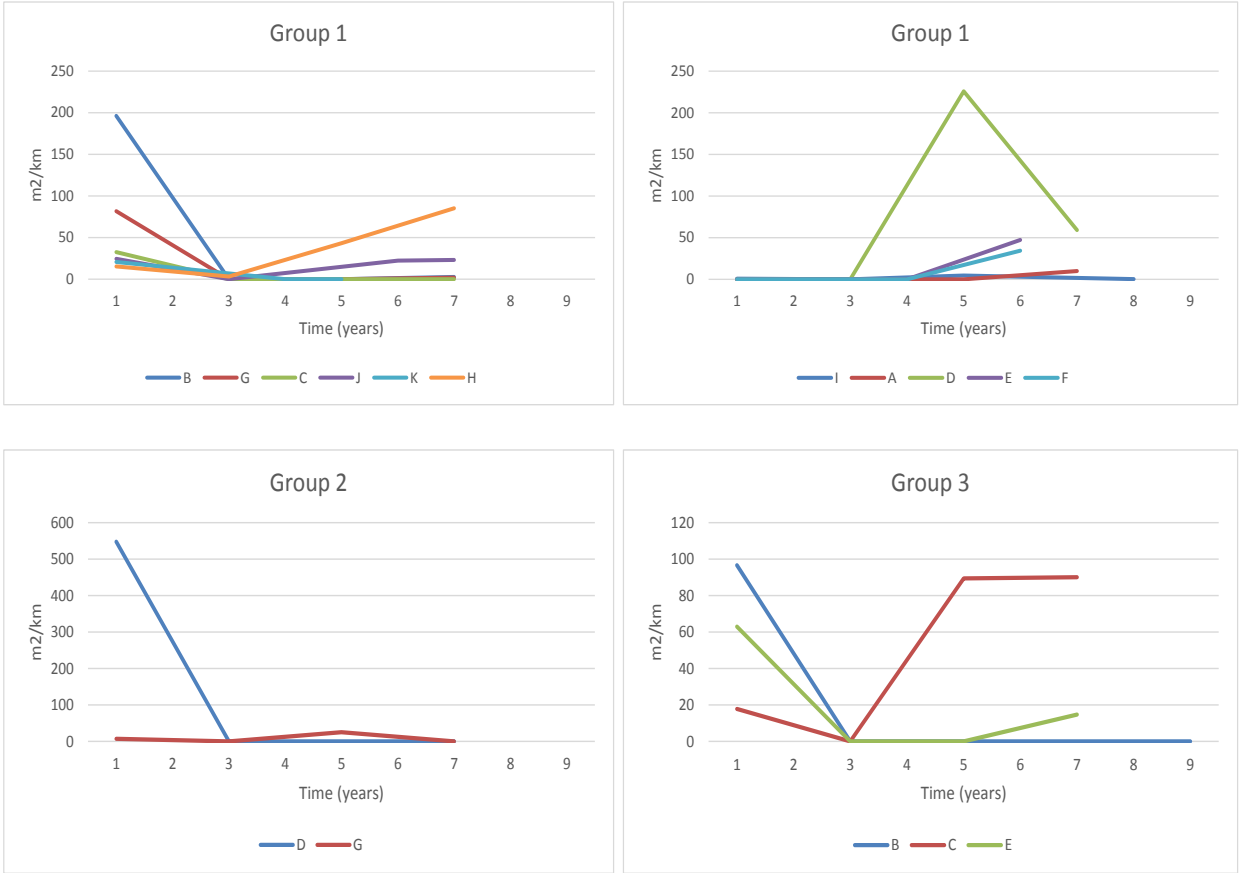 Group 1
250
200
150
100
50
0
m2/km
1 2 3 4 5 6 7 8 9
Time (years)
B G C J K H
Group 1
250
200
150
100
50
0
m2/km
1 2 3 4 5 6 7 8 9
Time (years)
I A D E F
Group 2
600
500
400
300
200
100
0
m2/km
1 2 3 4 5 6 7 8 9
Time (years)
D G
Group 3
120
100
80
60
40
20
0
m2/km
1 2 3 4 5 6 7 8 9
Time (years)
B C E